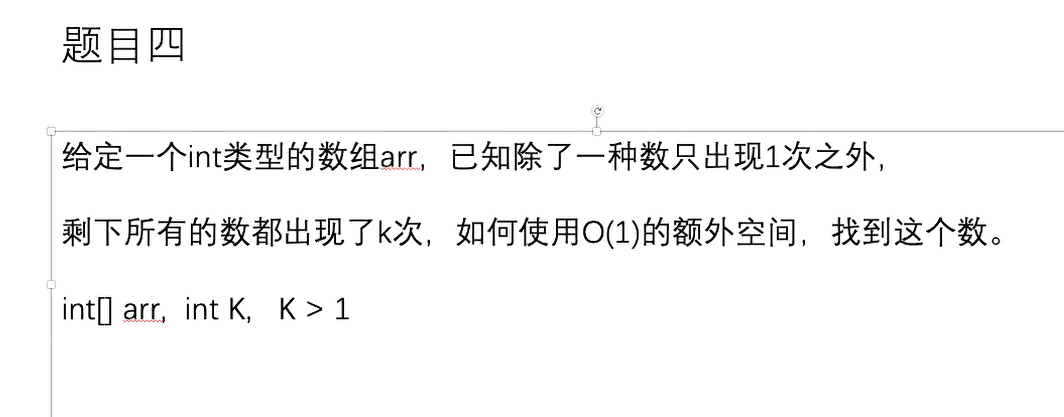 题目四
给定一个int类型的数组arr，已知除了一种数只出现1次之外，
剩下所有的数都出现了k次，如何使用O(1)的额外空间，找到这个数。
int[] arr，int K， K > 1